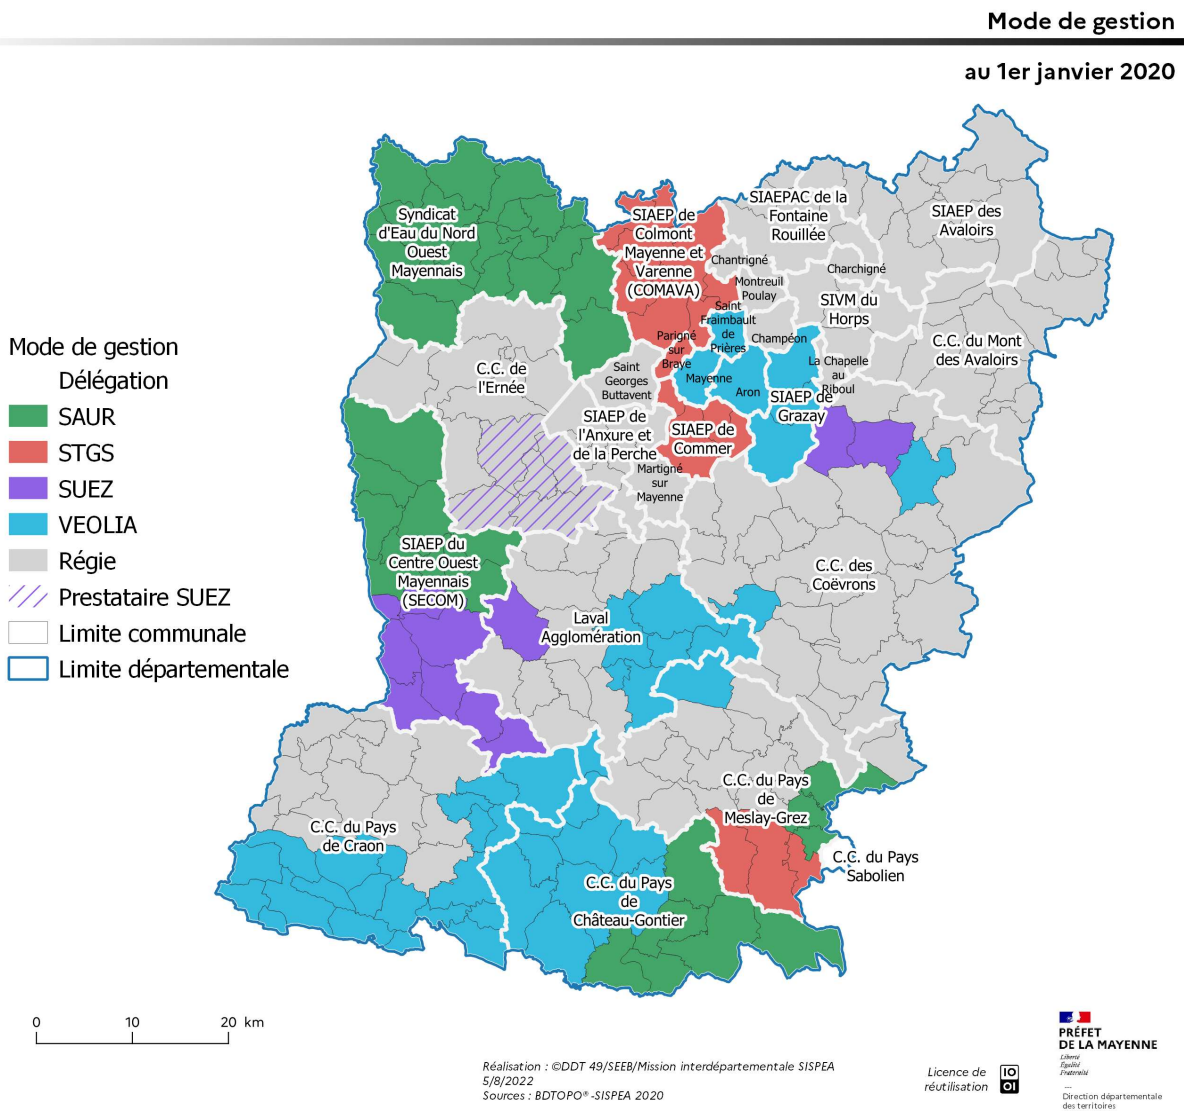 Mode de gestion
au 1er janvier 2020
Mode de gestion
Délégation
SAUR
STGS
SUEZ
VEOLIA
Régie
Prestataire SUEZ
Limite communale
Limite départementale
Syndicat
d'Eau du Nord
Ouest
Mayennais
SIAEP de
Colmont
Mayenne et
Varenne
(COMAVA)
SIAEPAC de la
Fontaine
Rouillée
SIAEP des
Avaloirs
Chantrigné
Charchigné
Montreuil
Poulay
SIVM du
Horps
Saint
Fraimbault
de
Prières
Champéon
C.C. du Mont
des Avaloirs
Parigné
sur
Braye
La Chapelle
au
Riboul
Mayenne
Aron
SIAEP de
Grazay
C.C. de
l'Ernée
Saint
Georges
Buttavent
SIAEP de
l'Anxure et
de la Perche
SIAEP de
Commer
Martigné
sur
Mayenne
SIAEP du
Centre Ouest
Mayennais
(SECOM)
C.C. des
Coëvrons
Laval
Agglomération
C.C. du Pays
de
Meslay-Grez
C.C. du Pays
de Craon
C.C. du Pays
Sabolien
C.C. du Pays
de
Château-Gontier
0 10 20 km
Réalisation : ©DDT 49/SEEB/Mission interdépartementale SISPEA
5/8/2022
Sources : BDTOPO® -SISPEA 2020
Licence de
réutilisation
PRÉFET
DE LA MAYENNE
Liberté
Égalité
Fraternité
Direction départementale
des territoires